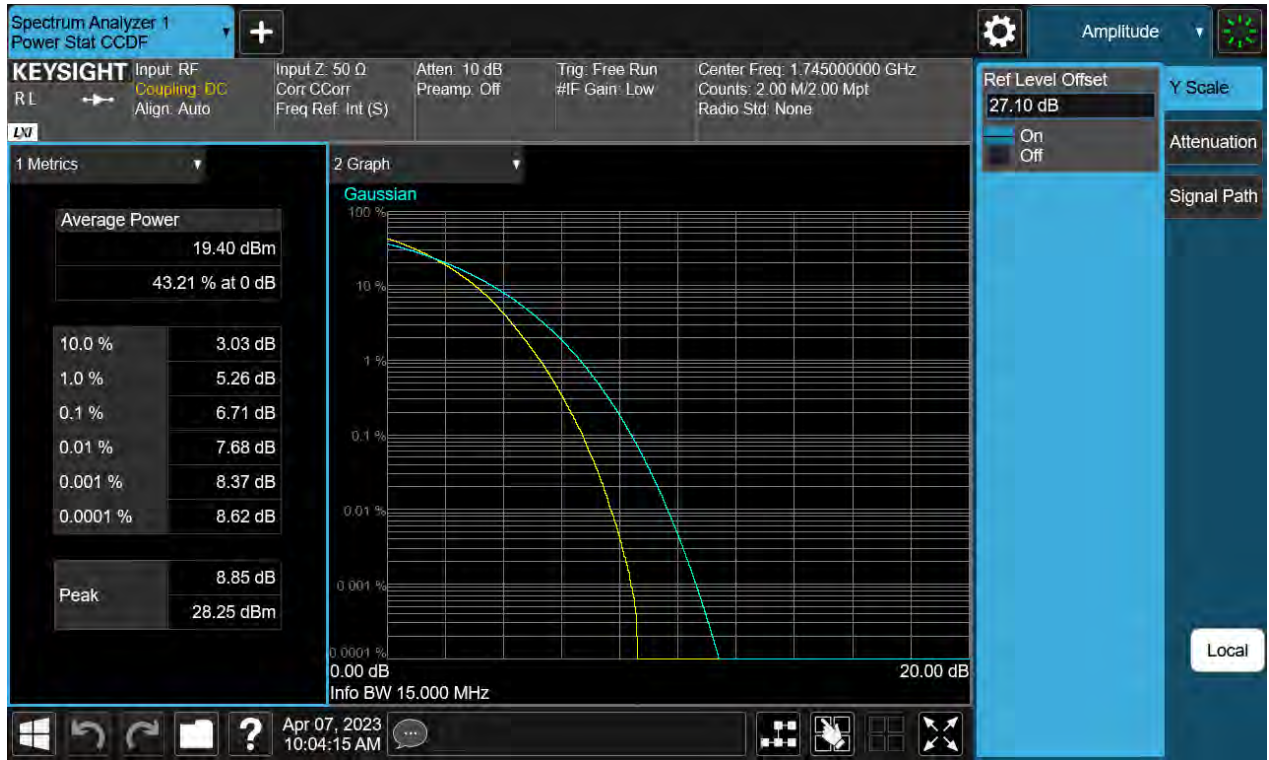 Spectrum Analyzer 1
Power Stat CCDF
+
Amplitude
KEYSIGHT
RL
LXI
Input: RF
Coupling: DC
Align: Auto
Input Z: 50 Ω
Corr CCorr
Freq Ref: Int (S)
Atten: 10 dB
Preamp: Off
Trig: Free Run
#IF Gain: Low
Center Freq: 1.745000000 GHz
Counts: 2.00 M/2.00 Mpt
Radio Std: None
Ref Level Offset
27.10 dB
On
Off
Y Scale
Attenuation
Signal Path
1 Metrics
Average Power
19.40 dBm
43.21 % at 0 dB
10.0 % 3.03 dB
1.0 % 5.26 dB
0.1 % 6.71 dB
0.01 % 7.68 dB
0.001 % 8.37 dB
0.0001 % 8.62 dB
Peak
8.85 dB
28.25 dBm
2 Graph
Gaussian
100 %
10 %
1 %
0.1 %
0.01 %
0.001 %
0.0001 %
0.00 dB 20.00 dB
Info BW 15.000 MHz
Local
?
Apr 07, 2023
10:04:15 AM